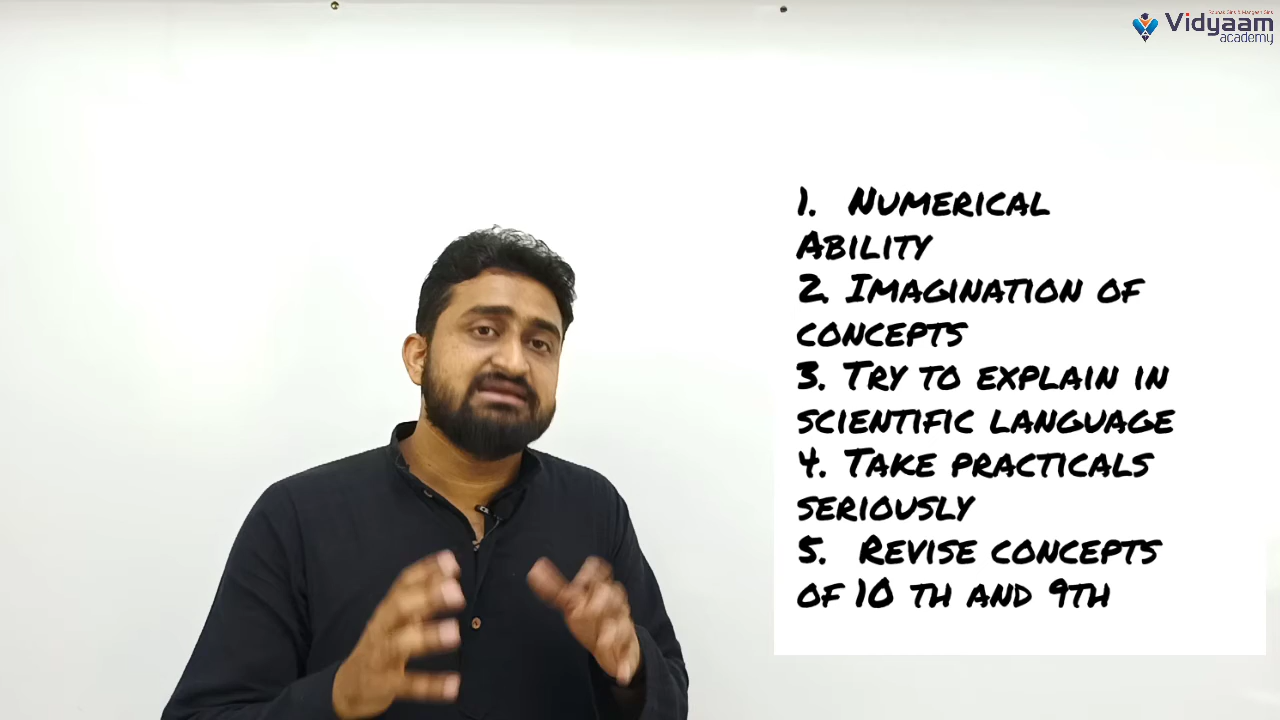 Vidyaam
academy
1. Numerical
Ability
2. Imagination of
concepts
3. Try to explain in
scientific language
4. Take practicals
seriously
5. Revise concepts
of 10 th and 9th